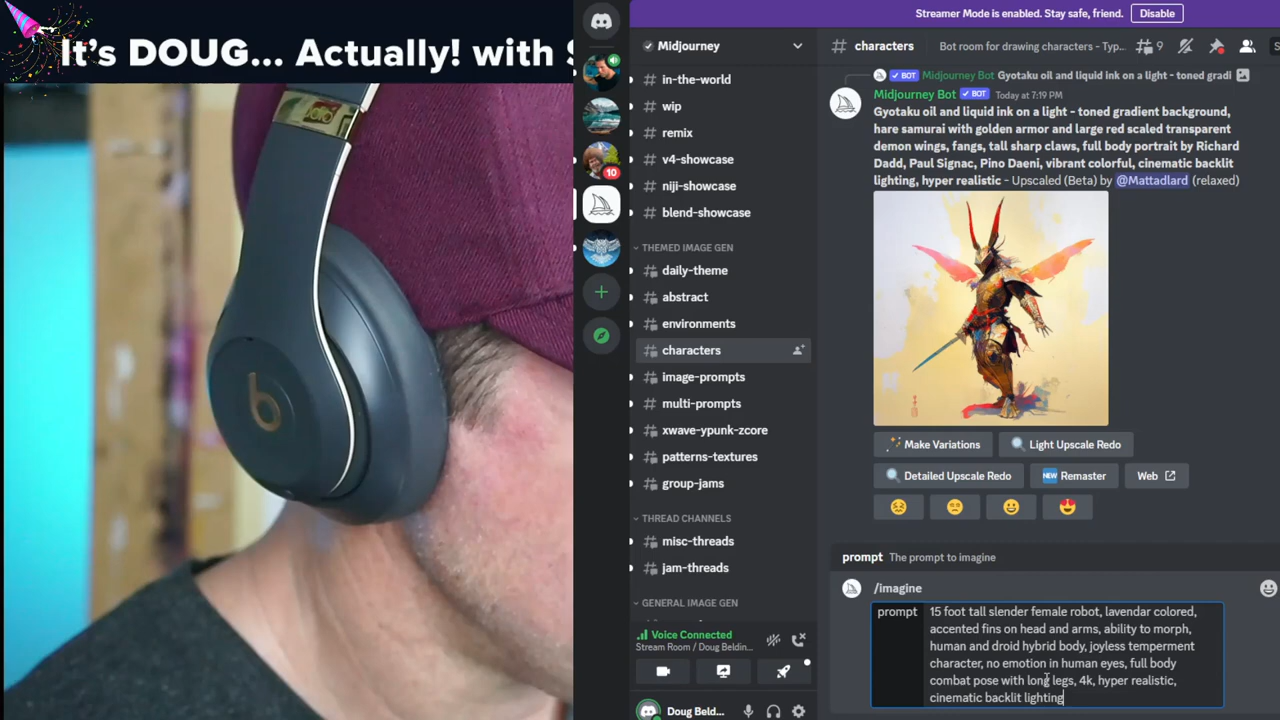 It's DOUG... Actually! with
Streamer Mode is enabled. Stay safe, friend.
Disable
Midjourney
in-the-world
wip
remix
v4-showcase
niji-showcase
blend-showcase
THEMED IMAGE GEN
daily-theme
abstract
environments
characters
image-prompts
multi-prompts
xwave-ypunk-zcore
patterns-textures
group-jams
THREAD CHANNELS
misc-threads
jam-threads
GENERAL IMAGE GEN
Voice Connected
Stream Room / Doug Beldin...
Doug Beld...
10
b
# characters
Bot room for drawing characters - Typ...
9
BOT Midjourney Bot Gyotaku oil and liquid ink on a light - toned gradi
Midjourney Bot BOT Today at 7:19 PM
Gyotaku oil and liquid ink on a light - toned gradient background,
hare samurai with golden armor and large red scaled transparent
demon wings, fangs, tall sharp claws, full body portrait by Richard
Dadd, Paul Signac, Pino Daeni, vibrant colorful, cinematic backlit
lighting, hyper realistic - Upscaled (Beta) by @Mattadlard (relaxed)
Make Variations
Light Upscale Redo
Detailed Upscale Redo
NEW Remaster
Web
prompt The prompt to imagine
/imagine
prompt 15 foot tall slender female robot, lavendar colored,
accented fins on head and arms, ability to morph,
human and droid hybrid body, joyless temperment
character, no emotion in human eyes, full body
combat pose with long legs, 4k, hyper realistic,
cinematic backlit lighting